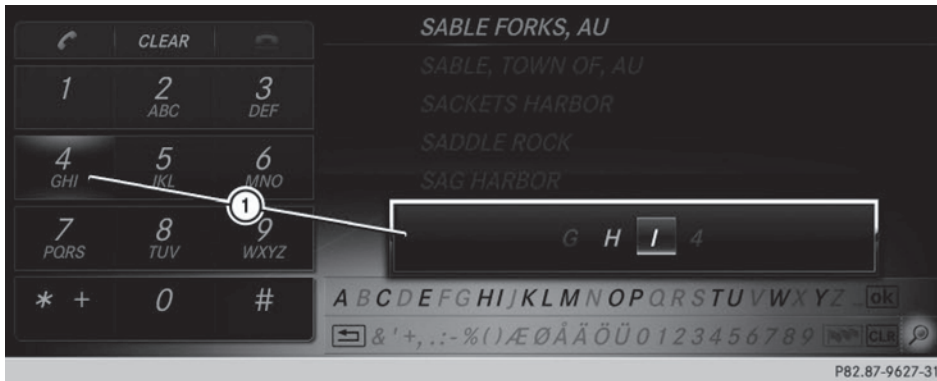 CLEAR
1 2 3
ABC DEF
4 5 6
GHI JKL MNO
7 8 9
PQRS TUV WXYZ
* + 0 #
SABLE FORKS, AU
SABLE, TOWN OF, AU
SACKETS HARBOR
SADDLE ROCK
SAG HARBOR
1
G H I 4
A B C D E F G H I J K L M N O P Q R S T U V W X Y Z _ ok
& ' + , . : - % ( ) Æ Ø Å Ä Ö Ü 0 1 2 3 4 5 6 7 8 9 CLR
P82.87-9627-31